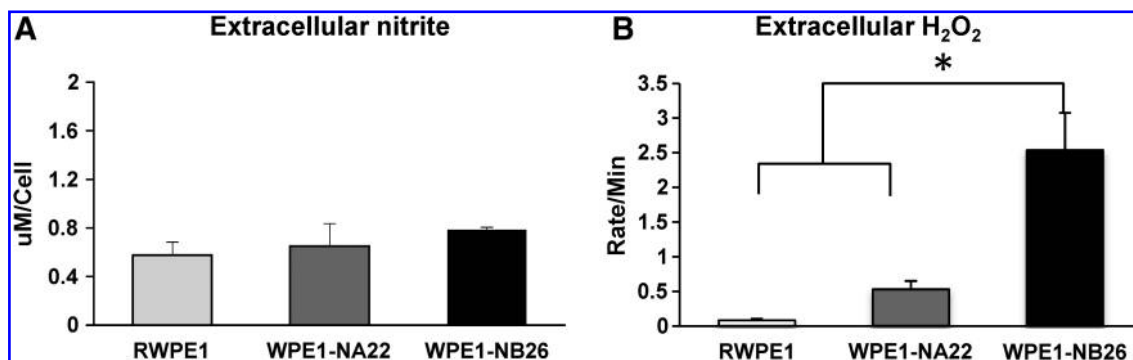 A Extracellular nitrite
2
1.6
1.2
0.8
0.4
0
uM/Cell
RWPE1 WPE1-NA22 WPE1-NB26
B Extracellular H₂O₂
*
3.5
3
2.5
2
1.5
1
0.5
0
Rate/Min
RWPE1 WPE1-NA22 WPE1-NB26